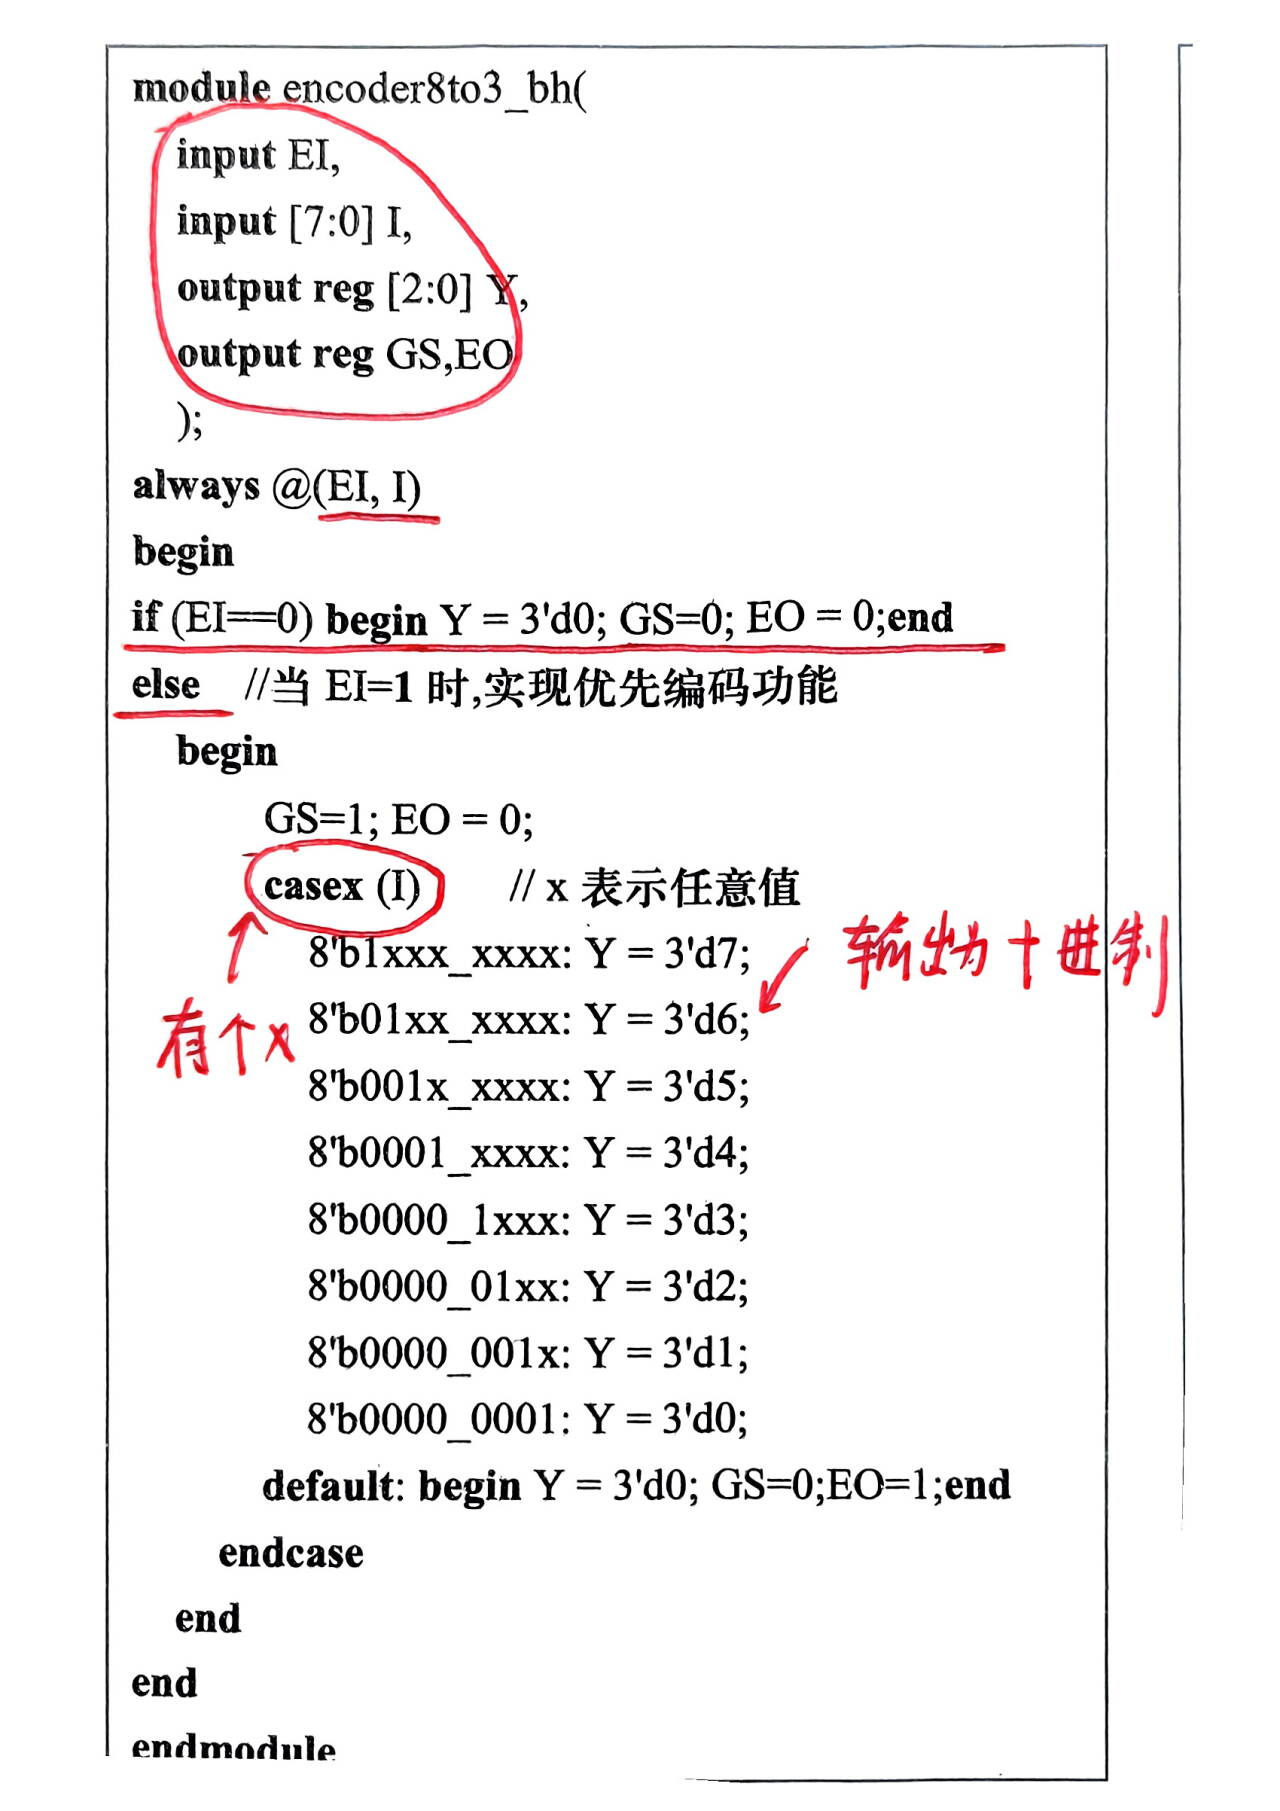 module encoder8to3_bh(
input EI,
input [7:0] I,
output reg [2:0] Y,
output reg GS,EO
);
always @(EI, I)
begin
if (EI==0) begin Y = 3'd0; GS=0; EO = 0;end
else //当 EI=1 时,实现优先编码功能
begin
GS=1; EO = 0;
casex (I) // x 表示任意值
8'b1xxx_xxxx: Y = 3'd7;
输出为十进制
8'b01xx_xxxx: Y = 3'd6;
有个x
8'b001x_xxxx: Y = 3'd5;
8'b0001_xxxx: Y = 3'd4;
8'b0000_1xxx: Y = 3'd3;
8'b0000_01xx: Y = 3'd2;
8'b0000_001x: Y = 3'd1;
8'b0000_0001: Y = 3'd0;
default: begin Y = 3'd0; GS=0;EO=1;end
endcase
end
end
endmodule